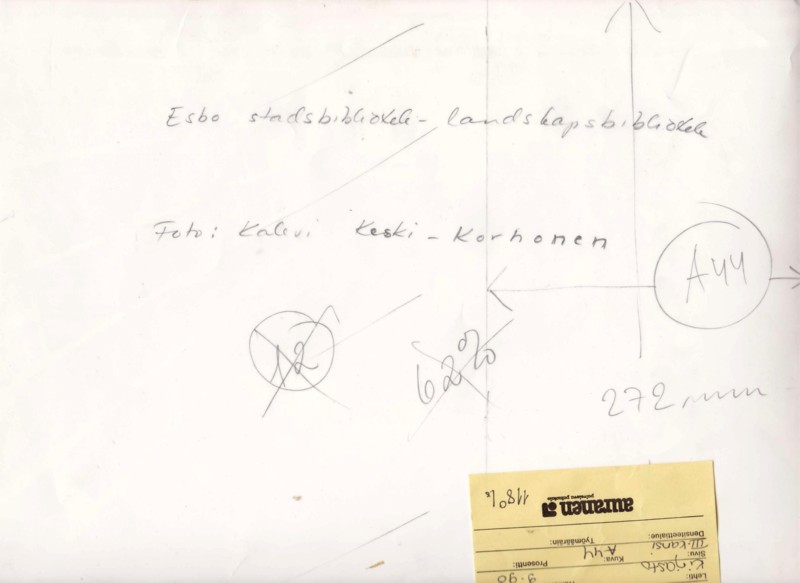 Esbo stadsbibliotek - landskapsbibliotek
Foto: Kalevi Keski-Korhonen
A44
12
62%
272 mm
Lehti: 9-90
Kirjasto
Sivu: Kuva: Prosentti:
III-kansi A44
Densiteettialue: Työmääräin:
auranen
118%